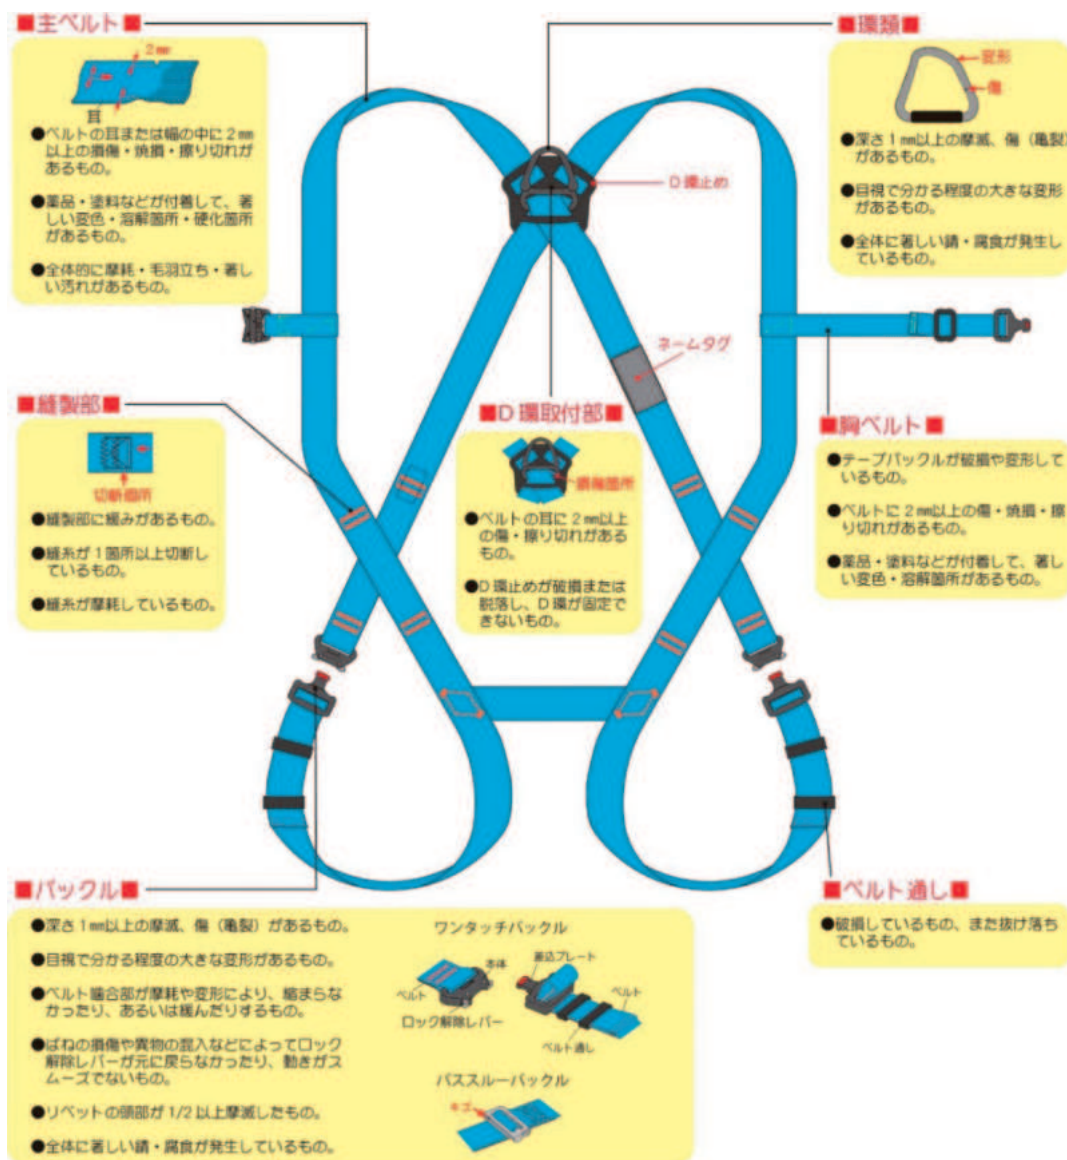 ■主ベルト■
2㎜
耳
●ベルトの耳または幅の中に2㎜
以上の損傷・焼損・擦り切れが
あるもの。
●薬品・塗料などが付着して、著
しい変色・溶解箇所・硬化箇所
があるもの。
●全体的に摩耗・毛羽立ち・著し
い汚れがあるもの。
■環類■
変形
傷
●深さ1㎜以上の摩滅、傷（亀裂）
があるもの。
●目視で分かる程度の大きな変形
があるもの。
●全体に著しい錆・腐食が発生し
ているもの。
D環止め
ネームタグ
■縫製部■
切断箇所
●縫製部に緩みがあるもの。
●縫糸が1箇所以上切断し
ているもの。
●縫糸が摩耗しているもの。
■D環取付部■
損傷箇所
●ベルトの耳に2㎜以上
の傷・擦り切れがある
もの。
●D環止めが破損または
脱落し、D環が固定で
きないもの。
■胸ベルト■
●テープバックルが破損や変形して
いるもの。
●ベルトに2㎜以上の傷・焼損・擦
り切れがあるもの。
●薬品・塗料などが付着して、著し
い変色・溶解箇所があるもの。
■バックル■
●深さ1㎜以上の摩滅、傷（亀裂）があるもの。
●目視で分かる程度の大きな変形があるもの。
●ベルト噛合部が摩耗や変形により、縮まらな
かったり、あるいは緩んだりするもの。
●ばねの損傷や異物の混入などによってロック
解除レバーが元に戻らなかったり、動きがス
ムーズでないもの。
●リベットの頭部が1/2以上摩滅したもの。
●全体に著しい錆・腐食が発生しているもの。
ワンタッチバックル
本体
ベルト
ロック解除レバー
差込プレート
ベルト
ベルト通し
パススルーバックル
キズ
■ベルト通し■
●破損しているもの、また抜け落ち
ているもの。